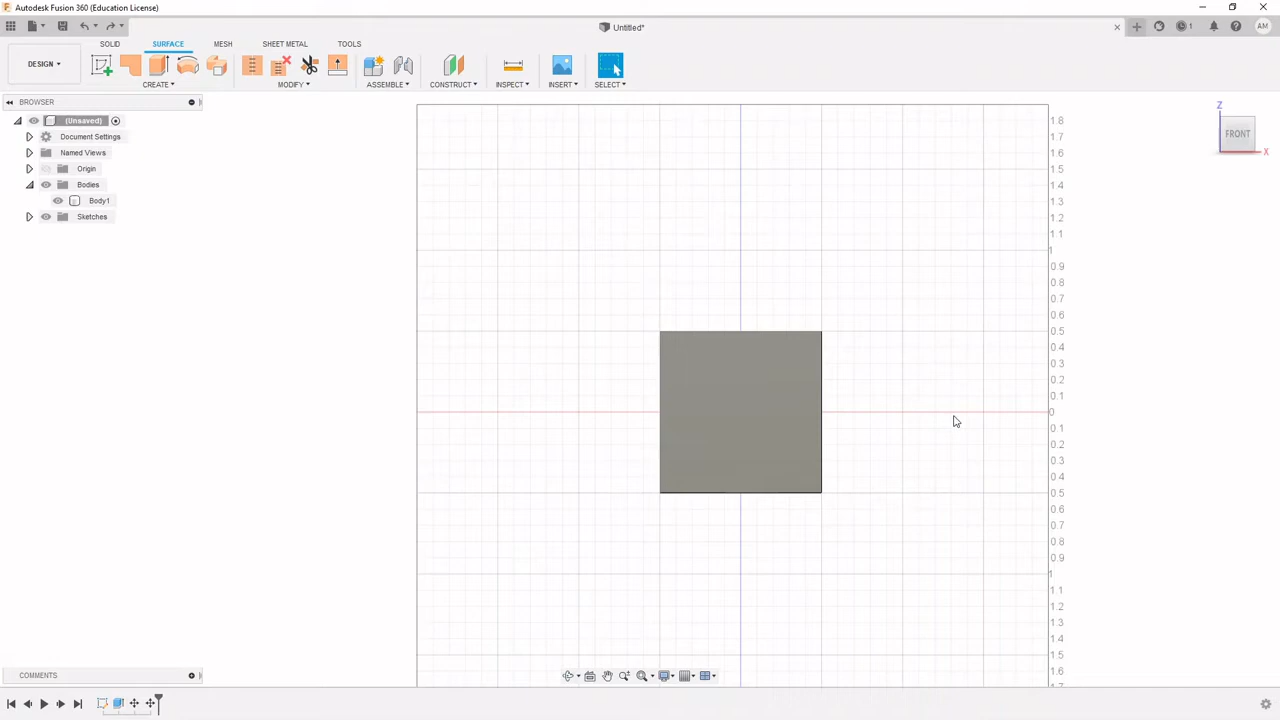 Autodesk Fusion 360 (Education License)
Untitled*
1
AM
DESIGN
SOLID
SURFACE
MESH
SHEET METAL
TOOLS
CREATE
MODIFY
ASSEMBLE
CONSTRUCT
INSPECT
INSERT
SELECT
BROWSER
(Unsaved)
Document Settings
Named Views
Origin
Bodies
Body1
Sketches
Z
FRONT
X
1.8
1.7
1.6
1.5
1.4
1.3
1.2
1.1
1
0.9
0.8
0.7
0.6
0.5
0.4
0.3
0.2
0.1
0
0.1
0.2
0.3
0.4
0.5
0.6
0.7
0.8
0.9
1
1.1
1.2
1.3
1.4
1.5
1.6
COMMENTS